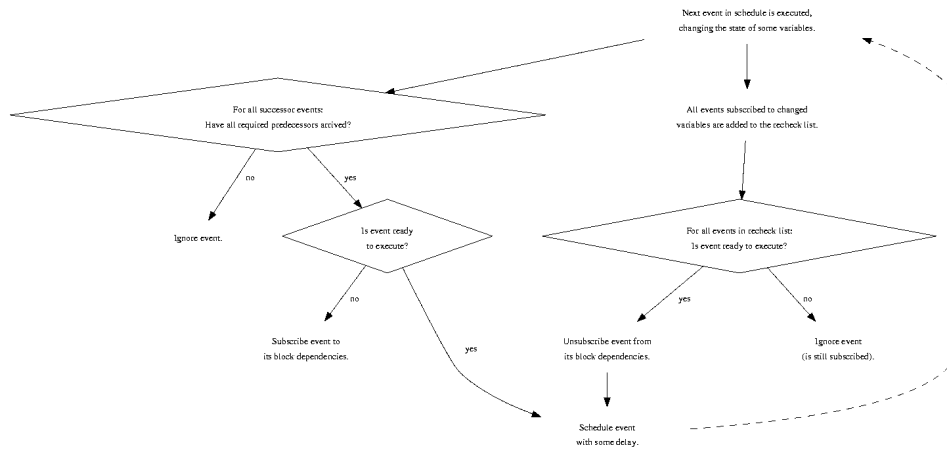 Next event in schedule is executed,
changing the state of some variables.
For all successor events:
Have all required predecessors arrived?
All events subscribed to changed
variables are added to the recheck list.
no
yes
Ignore event.
Is event ready
to execute?
For all events in recheck list:
Is event ready to execute?
no
yes
yes
no
Subscribe event to
its block dependencies.
Unsubscribe event from
its block dependencies.
Ignore event
(is still subscribed).
Schedule event
with some delay.